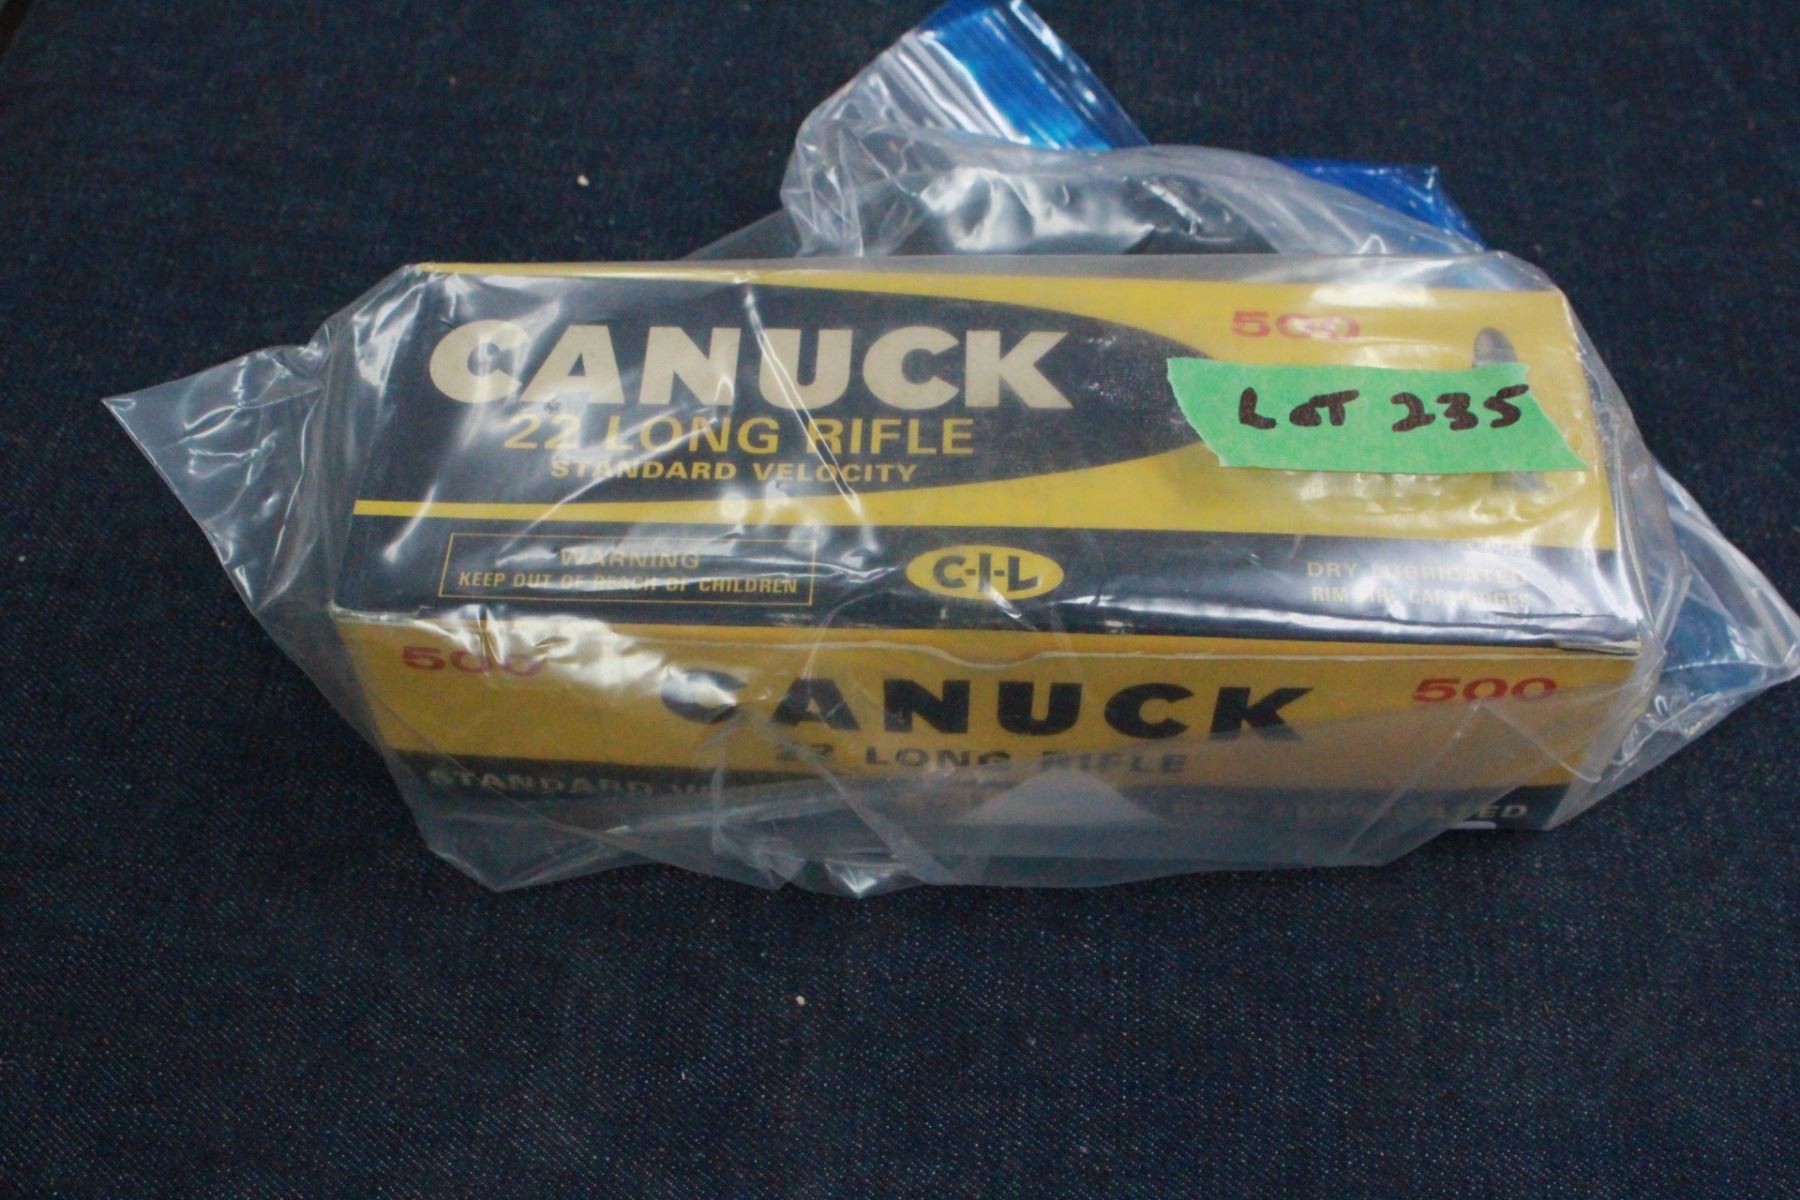 CANUCK
500
22 LONG RIFLE
LOT 235
STANDARD VELOCITY
WARNING
KEEP OUT OF REACH OF CHILDREN
C-I-L
DRY LUBRICATED
RIM FIRE CARTRIDGES
500
CANUCK
500
22 LONG RIFLE
STANDARD